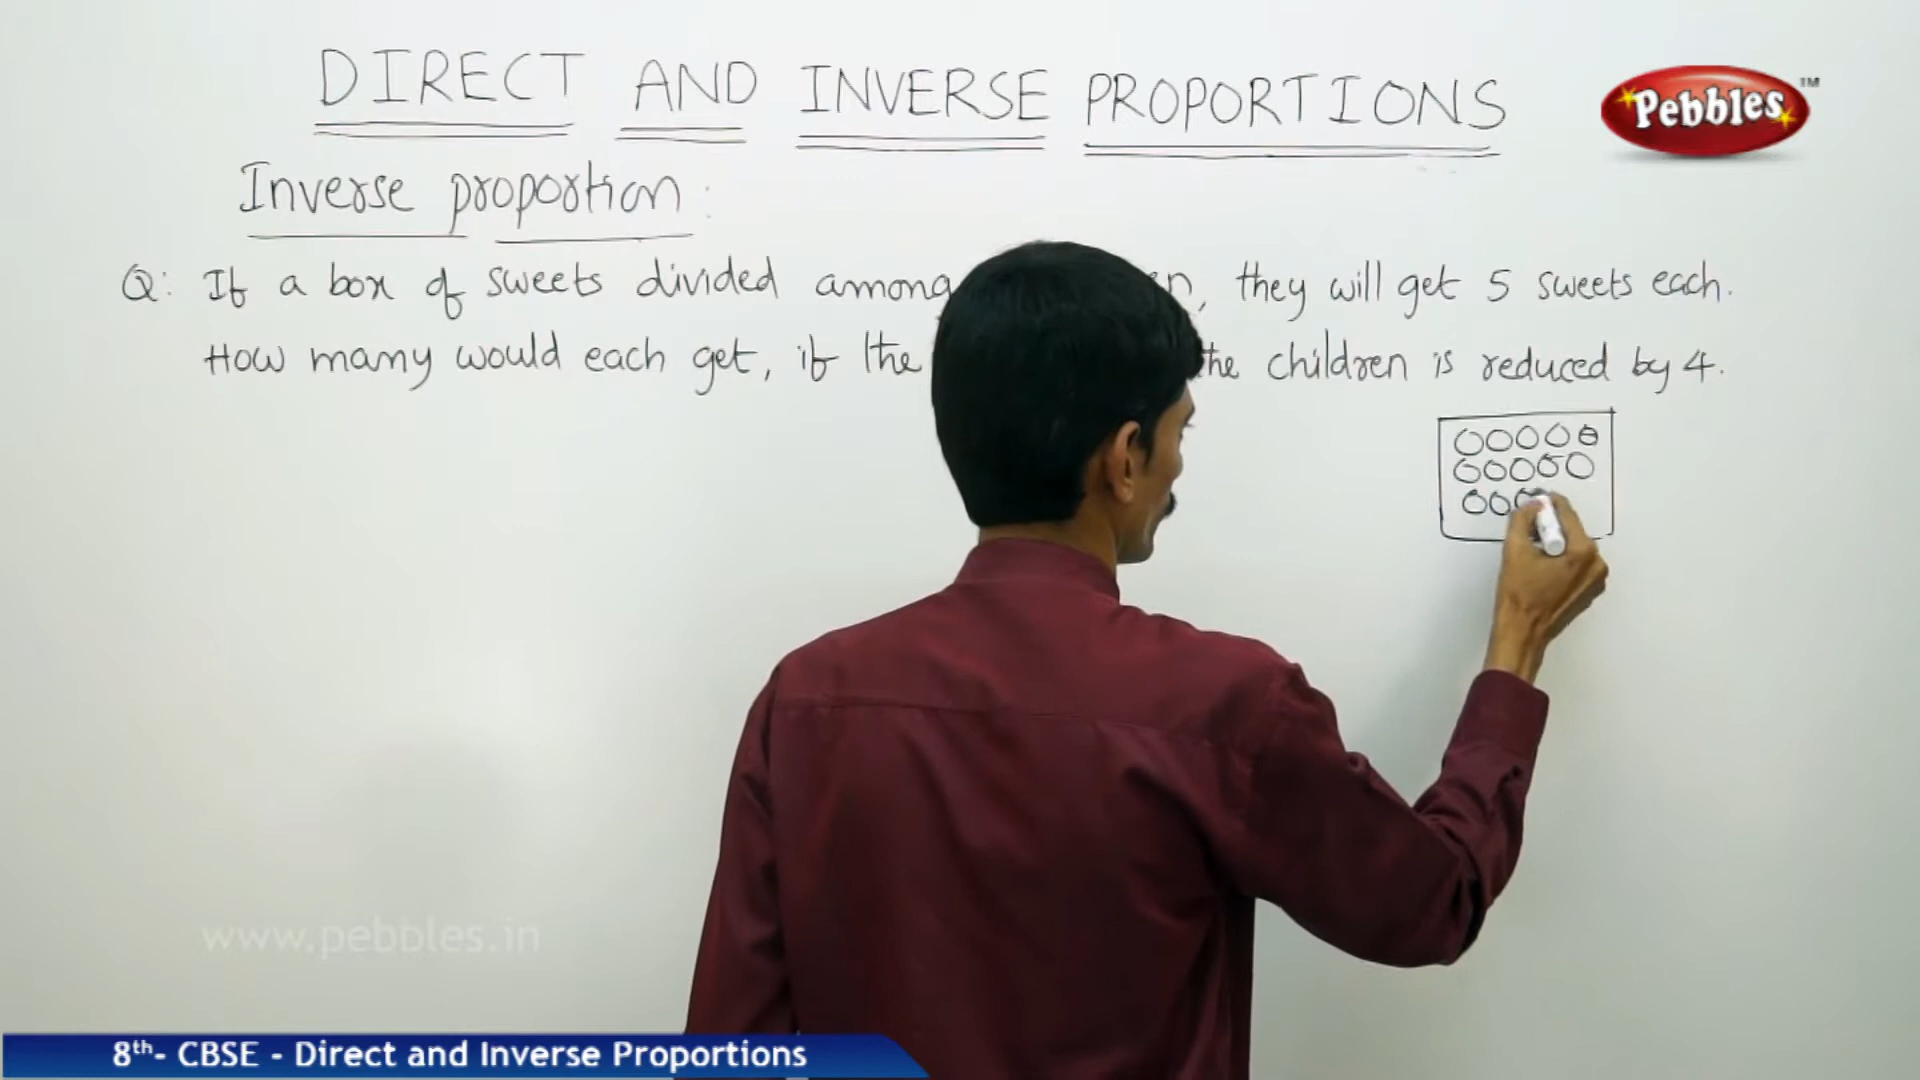 DIRECT AND INVERSE PROPORTIONS
Pebbles™
Inverse proportion:
Q: If a box of sweets divided among , they will get 5 sweets each.
How many would each get, if the the children is reduced by 4.
www.pebbles.in
8th- CBSE - Direct and Inverse Proportions